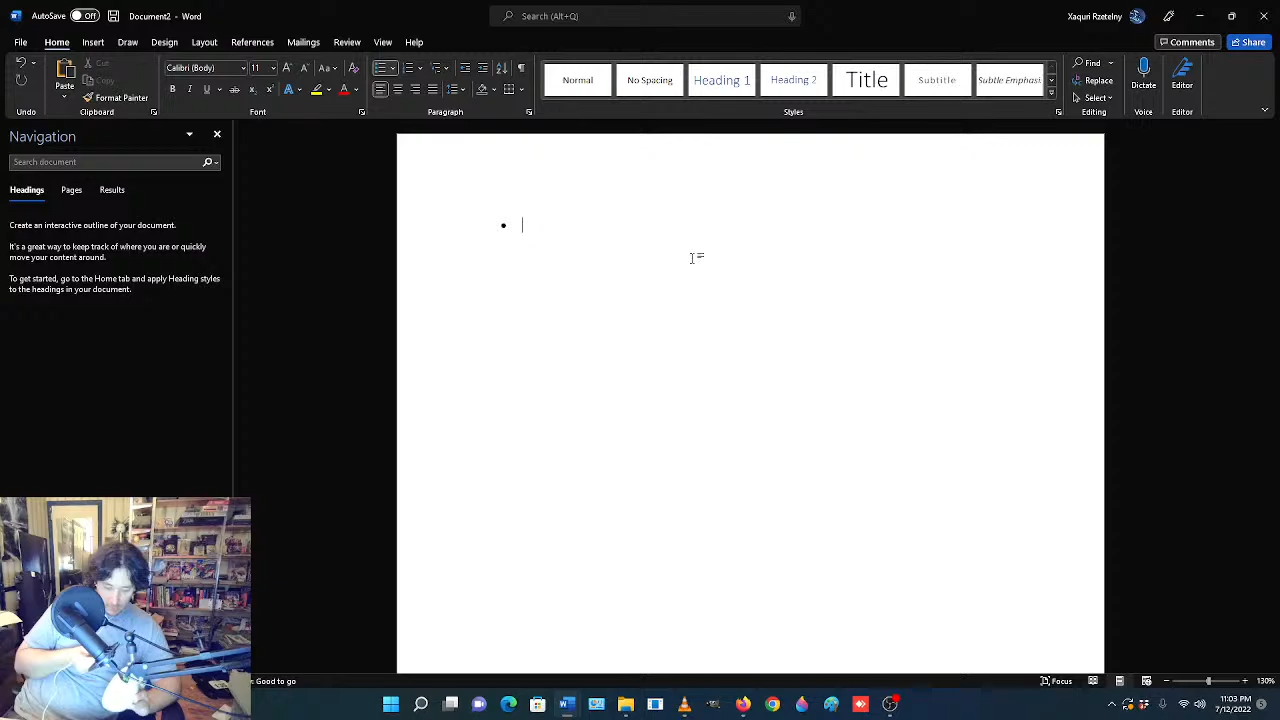 AutoSave Off Document2 - Word Search (Alt+Q) Xaquri Rzetelny
File Home Insert Draw Design Layout References Mailings Review View Help Comments Share
Paste Cut Copy Format Painter
Calibri (Body) 11 Aa
U A
Normal No Spacing Heading 1 Heading 2 Title Subtitle Subtle Emphasi...
Find Replace Select
Dictate Editor
Undo Clipboard Font Paragraph Styles Editing Voice Editor
Navigation
Search document
Headings Pages Results
Create an interactive outline of your document.
It's a great way to keep track of where you are or quickly
move your content around.
To get started, go to the Home tab and apply Heading styles
to the headings in your document.
•
: Good to go Focus 130%
11:03 PM
7/12/2022